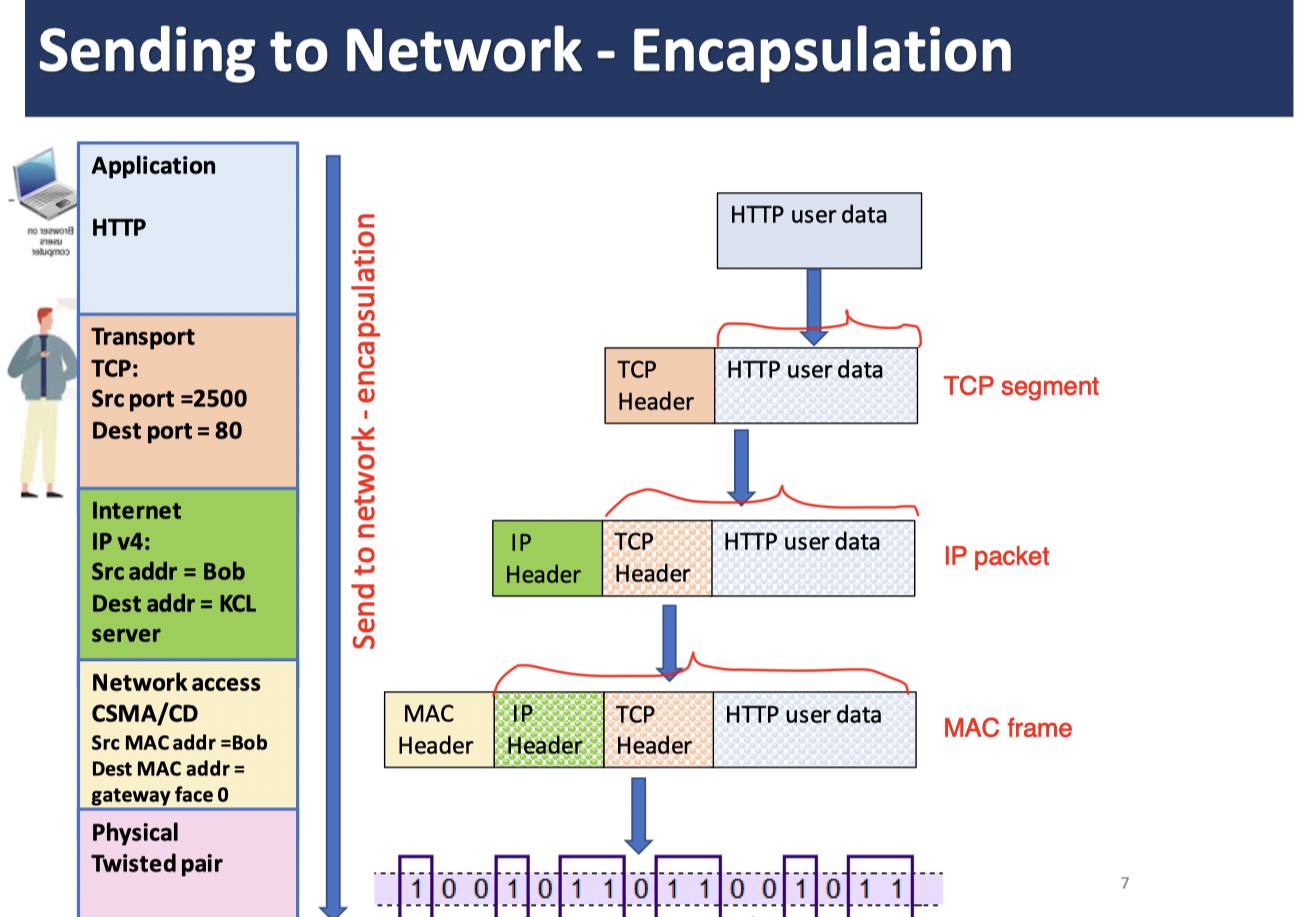 Sending to Network - Encapsulation
Browser on
users
computer
Application
HTTP
Transport
TCP:
Src port =2500
Dest port = 80
Internet
IP v4:
Src addr = Bob
Dest addr = KCL
server
Network access
CSMA/CD
Src MAC addr =Bob
Dest MAC addr =
gateway face 0
Physical
Twisted pair
Send to network - encapsulation
HTTP user data
TCP
Header
HTTP user data
TCP segment
IP
Header
TCP
Header
HTTP user data
IP packet
MAC
Header
IP
Header
TCP
Header
HTTP user data
MAC frame
1 0 0 1 0 1 1 0 1 1 0 0 1 0 1 1
7